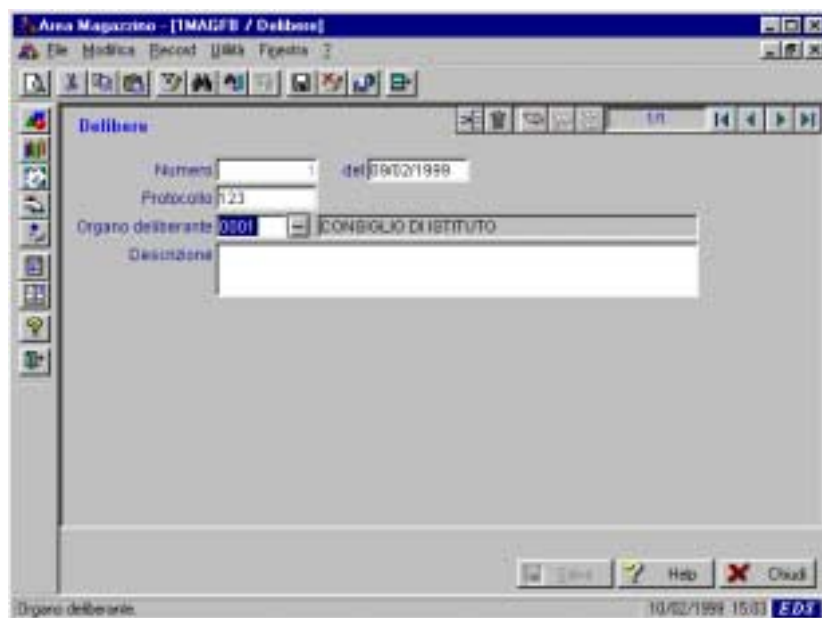 Area Magazzino - [1MAGFB / Delibere]
File Modifica Record Utilità Finestra ?
Delibere
1/1
Numero 1 del 09/02/1999
Protocollo 123
Organo deliberante 0001 CONSIGLIO DI ISTITUTO
Descrizione
Salva Help Chiudi
Organo deliberante. 10/02/1999 15:03 EDS